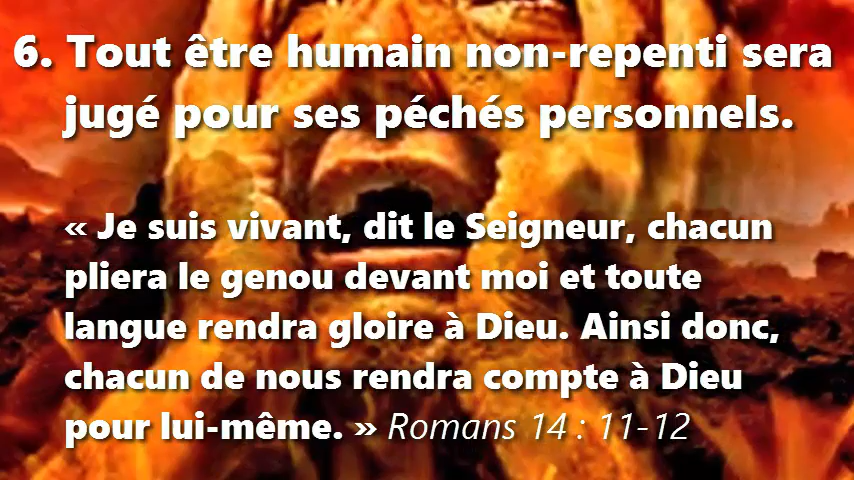 6. Tout être humain non-repenti sera
jugé pour ses péchés personnels.
« Je suis vivant, dit le Seigneur, chacun
pliera le genou devant moi et toute
langue rendra gloire à Dieu. Ainsi donc,
chacun de nous rendra compte à Dieu
pour lui-même. » Romans 14 : 11-12